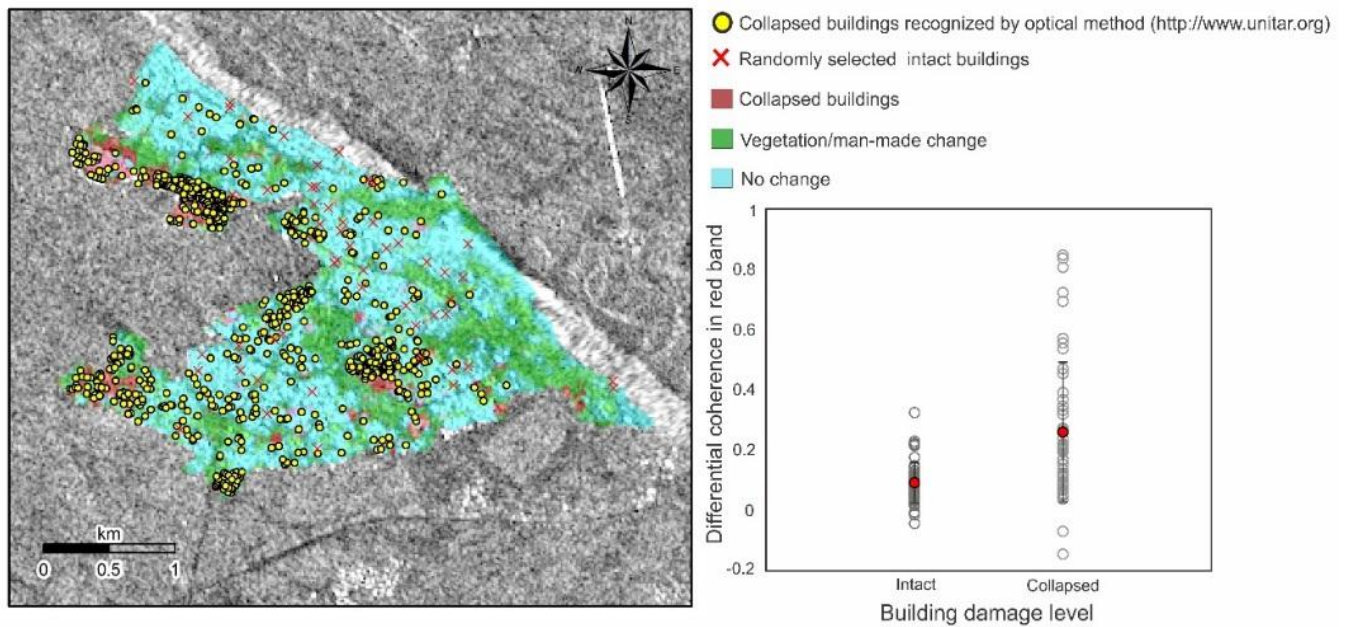 N
W
E
S
km
0 0.5 1
Collapsed buildings recognized by optical method (http://www.unitar.org)
Randomly selected intact buildings
Collapsed buildings
Vegetation/man-made change
No change
Differential coherence in red band
1
0.8
0.6
0.4
0.2
0
-0.2
Intact
Collapsed
Building damage level